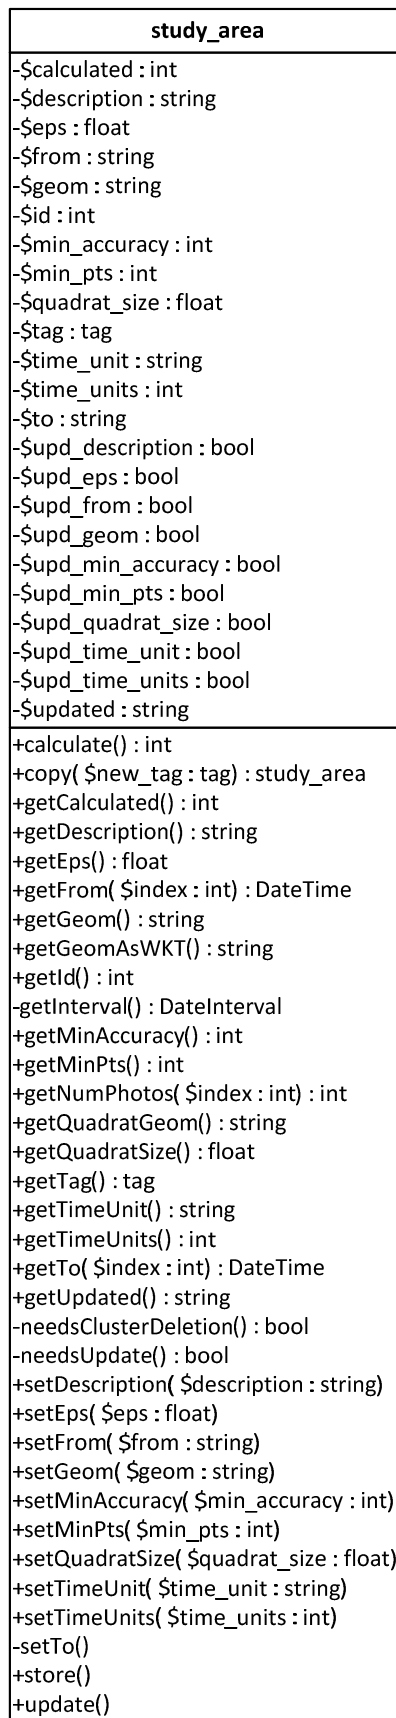 study_area
-$calculated : int
-$description : string
-$eps : float
-$from : string
-$geom : string
-$id : int
-$min_accuracy : int
-$min_pts : int
-$quadrat_size : float
-$tag : tag
-$time_unit : string
-$time_units : int
-$to : string
-$upd_description : bool
-$upd_eps : bool
-$upd_from : bool
-$upd_geom : bool
-$upd_min_accuracy : bool
-$upd_min_pts : bool
-$upd_quadrat_size : bool
-$upd_time_unit : bool
-$upd_time_units : bool
-$updated : string
+calculate() : int
+copy( $new_tag : tag) : study_area
+getCalculated() : int
+getDescription() : string
+getEps() : float
+getFrom( $index : int) : DateTime
+getGeom() : string
+getGeomAsWKT() : string
+getId() : int
-getInterval() : DateInterval
+getMinAccuracy() : int
+getMinPts() : int
+getNumPhotos( $index : int) : int
+getQuadratGeom() : string
+getQuadratSize() : float
+getTag() : tag
+getTimeUnit() : string
+getTimeUnits() : int
+getTo( $index : int) : DateTime
+getUpdated() : string
-needsClusterDeletion() : bool
-needsUpdate() : bool
+setDescription( $description : string)
+setEps( $eps : float)
+setFrom( $from : string)
+setGeom( $geom : string)
+setMinAccuracy( $min_accuracy : int)
+setMinPts( $min_pts : int)
+setQuadratSize( $quadrat_size : float)
+setTimeUnit( $time_unit : string)
+setTimeUnits( $time_units : int)
-setTo()
+store()
+update()